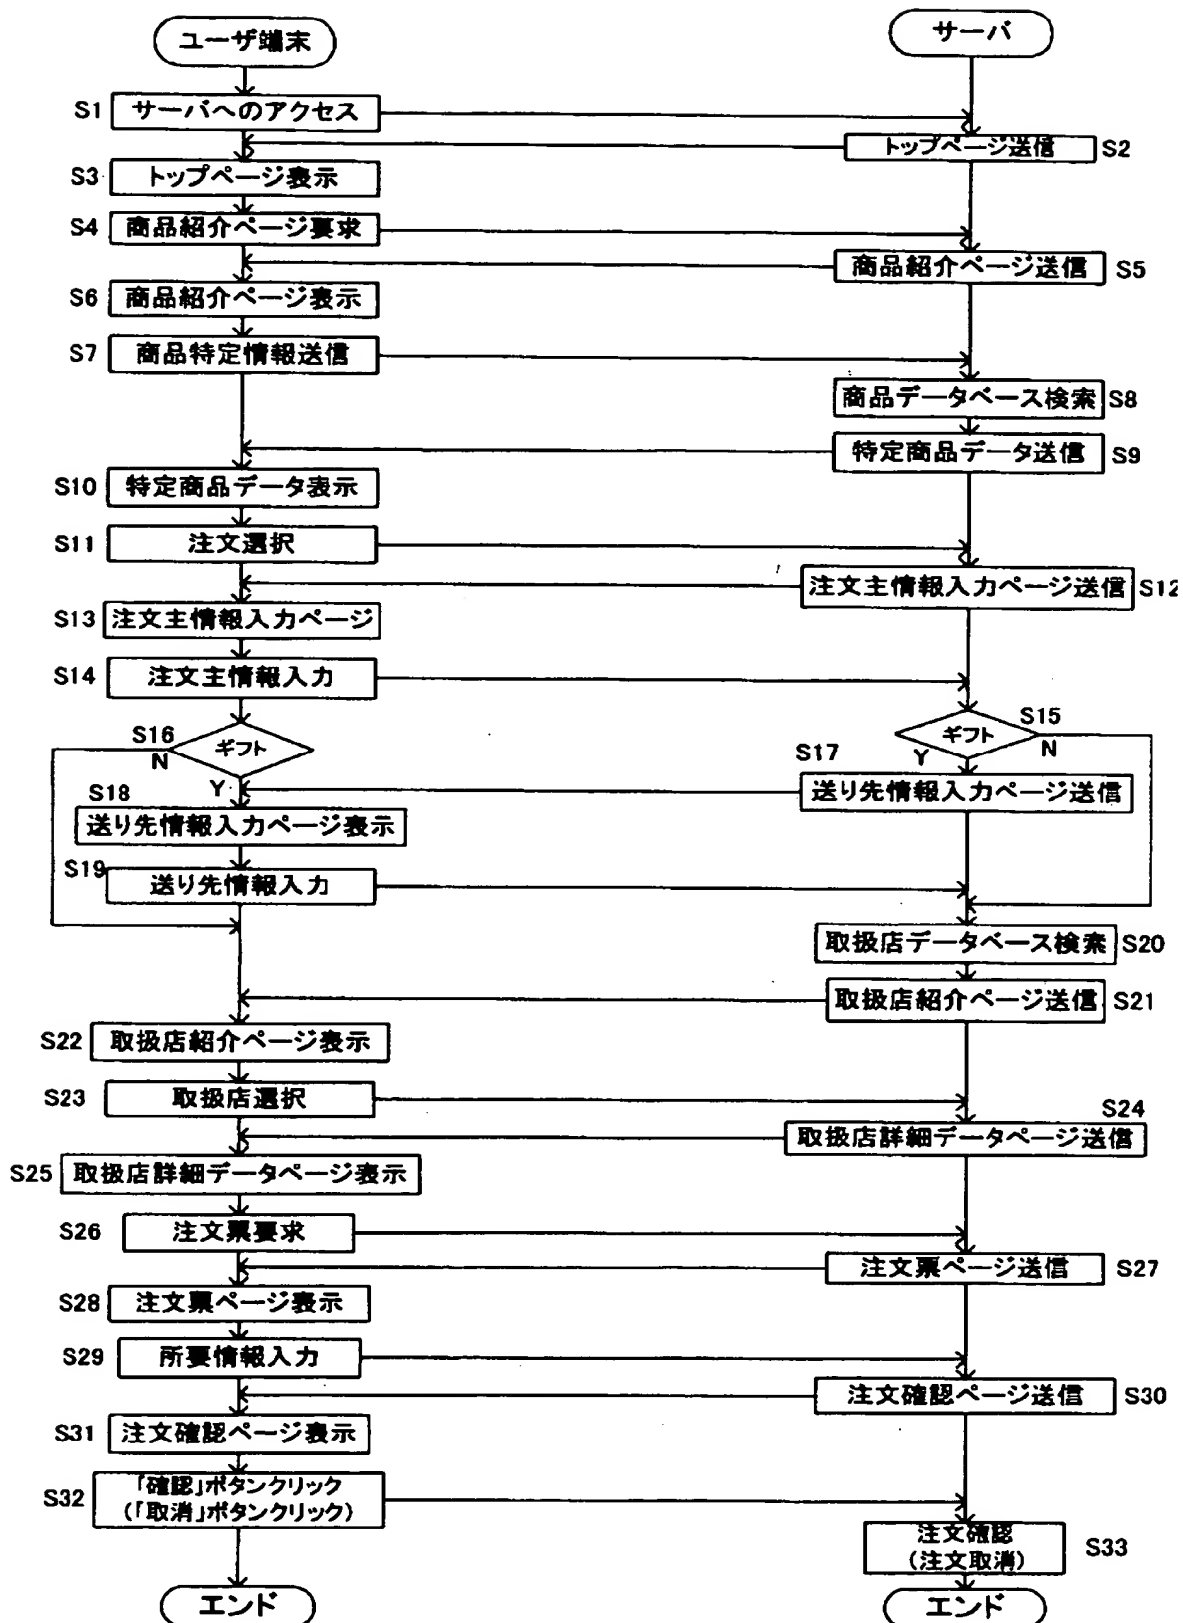 ユーザ端末
サーバ
S1 サーバへのアクセス
トップページ送信 S2
S3 トップページ表示
S4 商品紹介ページ要求
商品紹介ページ送信 S5
S6 商品紹介ページ表示
S7 商品特定情報送信
商品データベース検索 S8
特定商品データ送信 S9
S10 特定商品データ表示
S11 注文選択
注文主情報入力ページ送信 S12
S13 注文主情報入力ページ
S14 注文主情報入力
S16 ギフト N Y
S15 ギフト Y N
S17 送り先情報入力ページ送信
S18 送り先情報入力ページ表示
S19 送り先情報入力
取扱店データベース検索 S20
取扱店紹介ページ送信 S21
S22 取扱店紹介ページ表示
S23 取扱店選択
S24 取扱店詳細データページ送信
S25 取扱店詳細データページ表示
S26 注文票要求
注文票ページ送信 S27
S28 注文票ページ表示
S29 所要情報入力
注文確認ページ送信 S30
S31 注文確認ページ表示
S32 「確認」ボタンクリック
(「取消」ボタンクリック)
注文確認 S33
(注文取消)
エンド
エンド